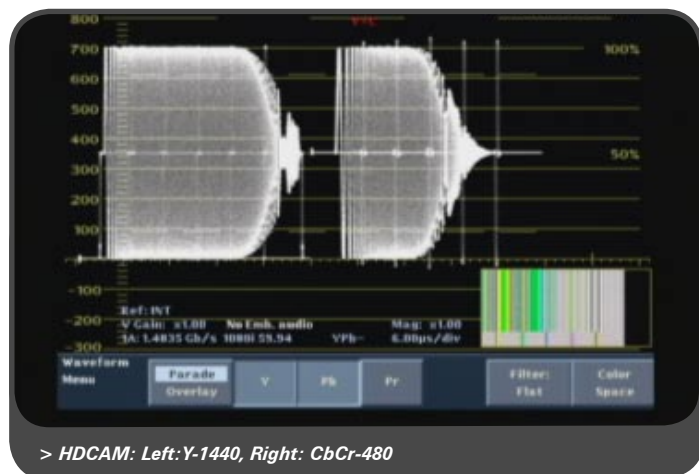 800
700
600
500
400
300
200
100
0
-100
-200
-300
Y-C
100%
50%
Ref: INT
V Gain: x1.00 No Emb. audio Mag: x1.00
1A: 1.4835 Gb/s 1080i 59.94 YPb- 6.00µs/div
Waveform
Menu
Parade
Overlay
Y
Pb
Pr
Filter:
Flat
Color
Space
> HDCAM: Left:Y-1440, Right: CbCr-480